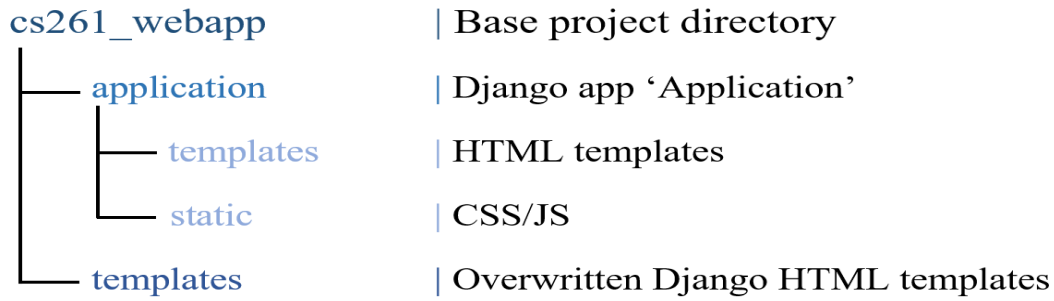 cs261_webapp | Base project directory
application | Django app ‘Application’
templates | HTML templates
static | CSS/JS
templates | Overwritten Django HTML templates